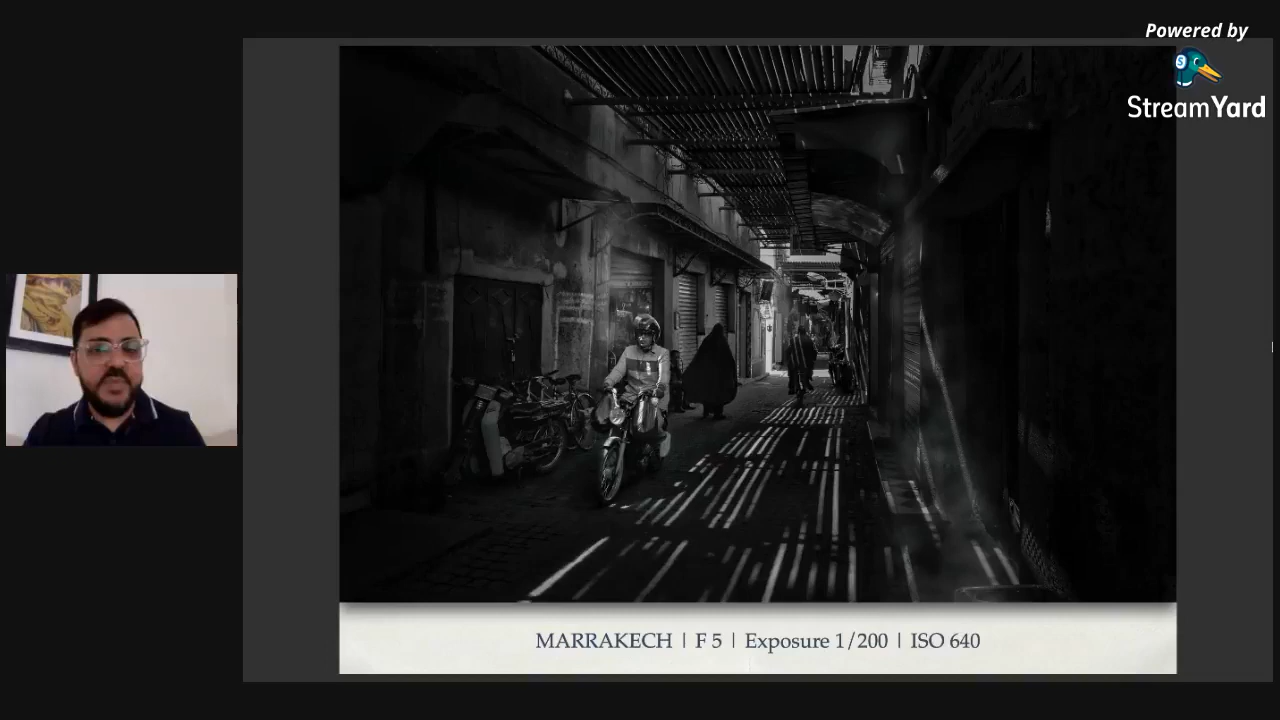 Powered by
StreamYard
MARRAKECH | F 5 | Exposure 1/200 | ISO 640